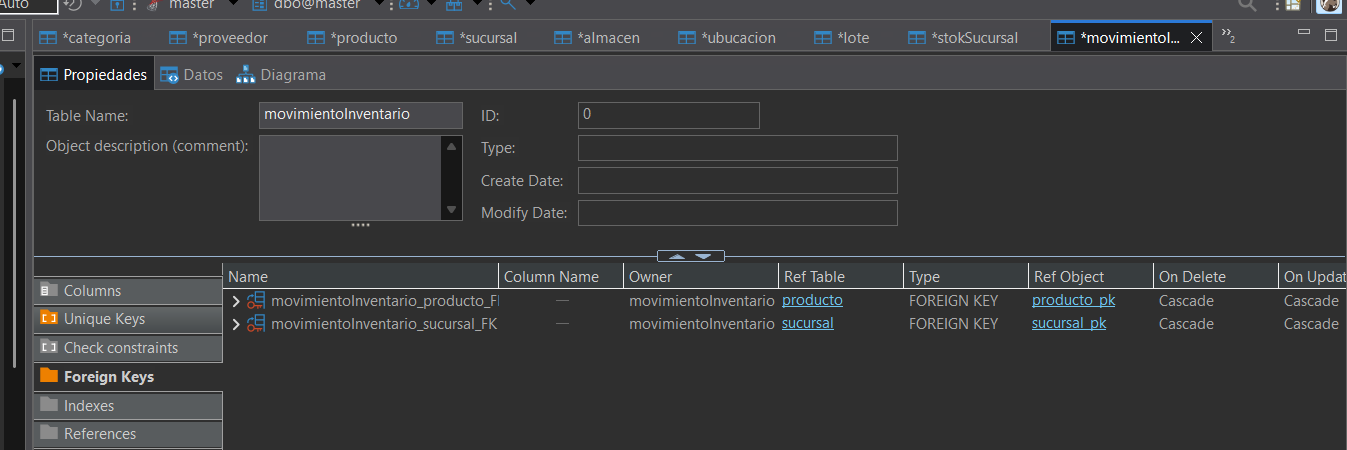 Auto master dbo@master
*categoria *proveedor *producto *sucursal *almacen *ubucacion *lote *stokSucursal *movimientoI... »2
Propiedades Datos Diagrama
Table Name: movimientoInventario ID: 0
Object description (comment): Type:
Create Date:
Modify Date:
Name Column Name Owner Ref Table Type Ref Object On Delete On Updat
Columns
movimientoInventario_producto_F movimientoInventario producto FOREIGN KEY producto_pk Cascade Cascade
Unique Keys
movimientoInventario_sucursal_FK movimientoInventario sucursal FOREIGN KEY sucursal_pk Cascade Cascade
Check constraints
Foreign Keys
Indexes
References